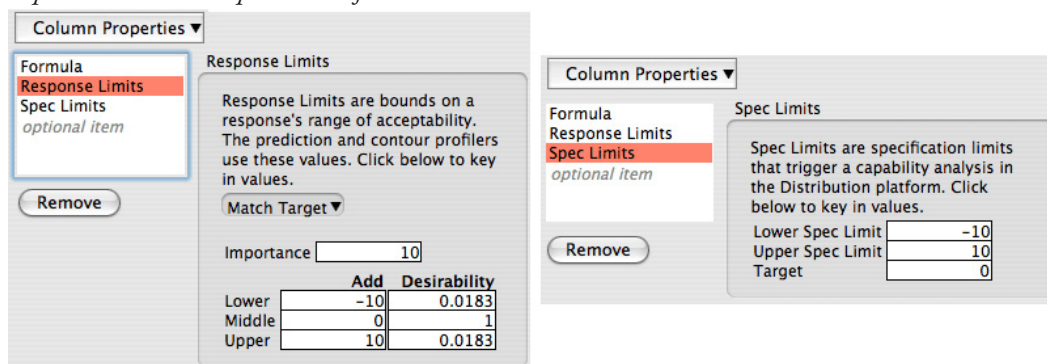 Column Properties ▼
Formula
Response Limits
Spec Limits
optional item
Remove
Response Limits
Response Limits are bounds on a
response's range of acceptability.
The prediction and contour profilers
use these values. Click below to key
in values.
Match Target ▼
Importance 10
Add Desirability
Lower -10 0.0183
Middle 0 1
Upper 10 0.0183
Column Properties ▼
Formula
Response Limits
Spec Limits
optional item
Remove
Spec Limits
Spec Limits are specification limits
that trigger a capability analysis in
the Distribution platform. Click
below to key in values.
Lower Spec Limit -10
Upper Spec Limit 10
Target 0